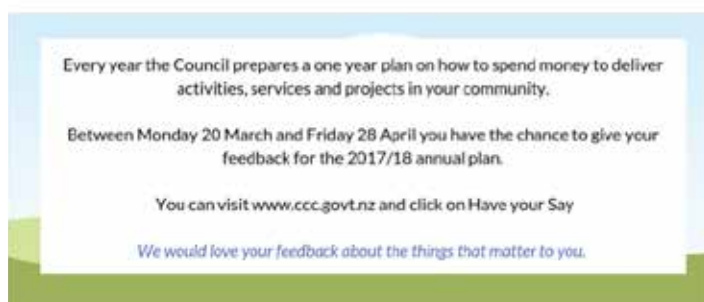 Every year the Council prepares a one year plan on how to spend money to deliver
activities, services and projects in your community.
Between Monday 20 March and Friday 28 April you have the chance to give your
feedback for the 2017/18 annual plan.
You can visit www.ccc.govt.nz and click on Have your Say
We would love your feedback about the things that matter to you.